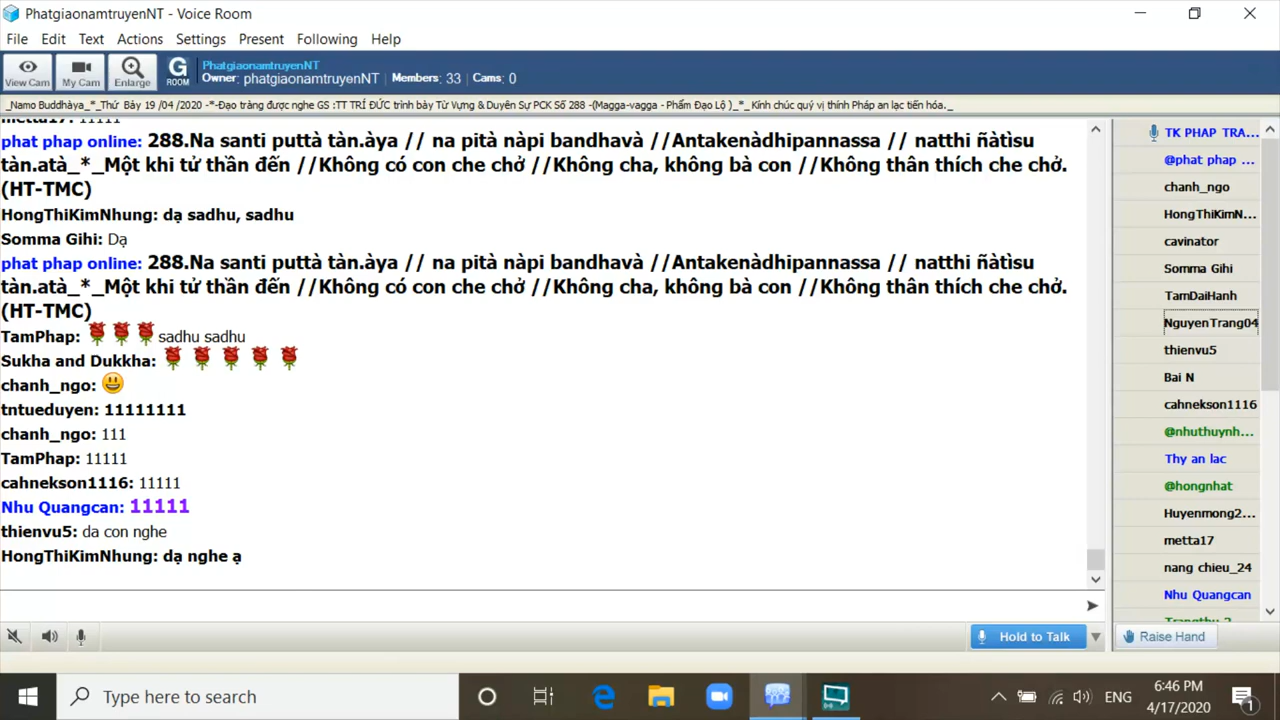 PhatgiaonamtruyenNT - Voice Room
File Edit Text Actions Settings Present Following Help
View Cam My Cam Enlarge G ROOM
PhatgiaonamtruyenNT
Owner: phatgiaonamtruyenNT Members: 33 Cams: 0
_Namo Buddhàya_*_Thứ Bảy 19 /04 /2020 -*-Đạo tràng được nghe GS :TT TRÍ ĐỨC trình bày Từ Vựng & Duyên Sự PCK Số 288 -(Magga-vagga - Phẩm Đạo Lộ )_*_ Kính chúc quý vị thính Pháp an lạc tiến hóa._
metta17: 11111
phat phap online: 288.Na santi puttà tàn.àya // na pità nàpi bandhavà //Antakenàdhipannassa // natthi ñàtìsu
tàn.atà_*_Một khi tử thần đến //Không có con che chở //Không cha, không bà con //Không thân thích che chở.
(HT-TMC)
HongThiKimNhung: dạ sadhu, sadhu
Somma Gihi: Dạ
phat phap online: 288.Na santi puttà tàn.àya // na pità nàpi bandhavà //Antakenàdhipannassa // natthi ñàtìsu
tàn.atà_*_Một khi tử thần đến //Không có con che chở //Không cha, không bà con //Không thân thích che chở.
(HT-TMC)
TamPhap: sadhu sadhu
Sukha and Dukkha:
chanh_ngo:
tntueduyen: 11111111
chanh_ngo: 111
TamPhap: 11111
cahnekson1116: 11111
Nhu Quangcan: 11111
thienvu5: da con nghe
HongThiKimNhung: dạ nghe ạ
TK PHAP TRA...
@phat phap ...
chanh_ngo
HongThiKimN...
cavinator
Somma Gihi
TamDaiHanh
NguyenTrang04
thienvu5
Bai N
cahnekson1116
@nhuthuynh...
Thy an lac
@hongnhat
Huyenmong2...
metta17
nang chieu_24
Nhu Quangcan
Trangthu 2
Hold to Talk
Raise Hand
Type here to search
ENG
6:46 PM
4/17/2020
1